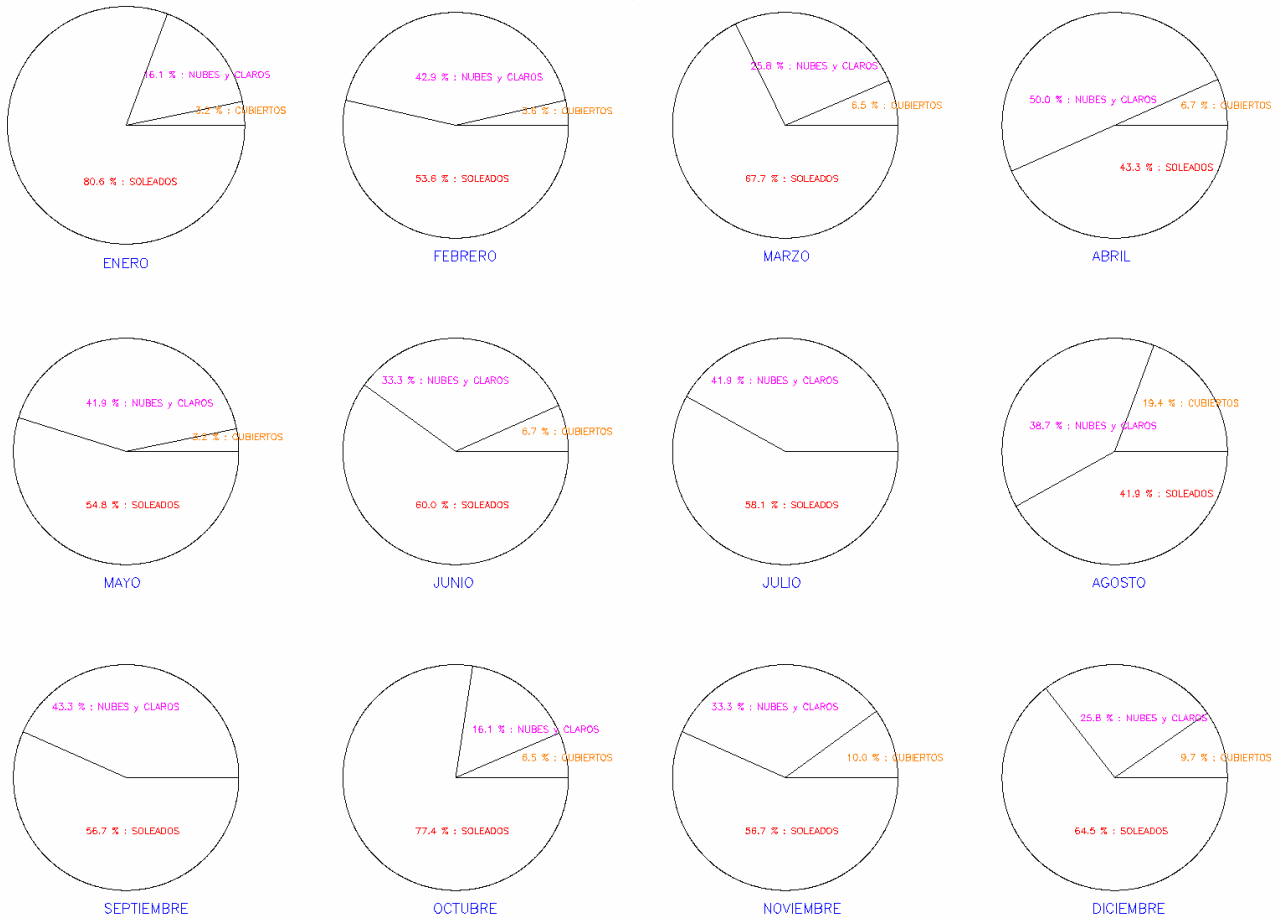 16.1 % : NUBES y CLAROS
3.2 % : CUBIERTOS
80.6 % : SOLEADOS
ENERO
42.9 % : NUBES y CLAROS
3.6 % : CUBIERTOS
53.6 % : SOLEADOS
FEBRERO
25.8 % : NUBES y CLAROS
6.5 % : CUBIERTOS
67.7 % : SOLEADOS
MARZO
50.0 % : NUBES y CLAROS
6.7 % : CUBIERTOS
43.3 % : SOLEADOS
ABRIL
41.9 % : NUBES y CLAROS
3.2 % : CUBIERTOS
54.8 % : SOLEADOS
MAYO
33.3 % : NUBES y CLAROS
6.7 % : CUBIERTOS
60.0 % : SOLEADOS
JUNIO
41.9 % : NUBES y CLAROS
58.1 % : SOLEADOS
JULIO
19.4 % : CUBIERTOS
38.7 % : NUBES y CLAROS
41.9 % : SOLEADOS
AGOSTO
43.3 % : NUBES y CLAROS
56.7 % : SOLEADOS
SEPTIEMBRE
16.1 % : NUBES y CLAROS
6.5 % : CUBIERTOS
77.4 % : SOLEADOS
OCTUBRE
33.3 % : NUBES y CLAROS
10.0 % : CUBIERTOS
56.7 % : SOLEADOS
NOVIEMBRE
25.8 % : NUBES y CLAROS
9.7 % : CUBIERTOS
64.5 % : SOLEADOS
DICIEMBRE